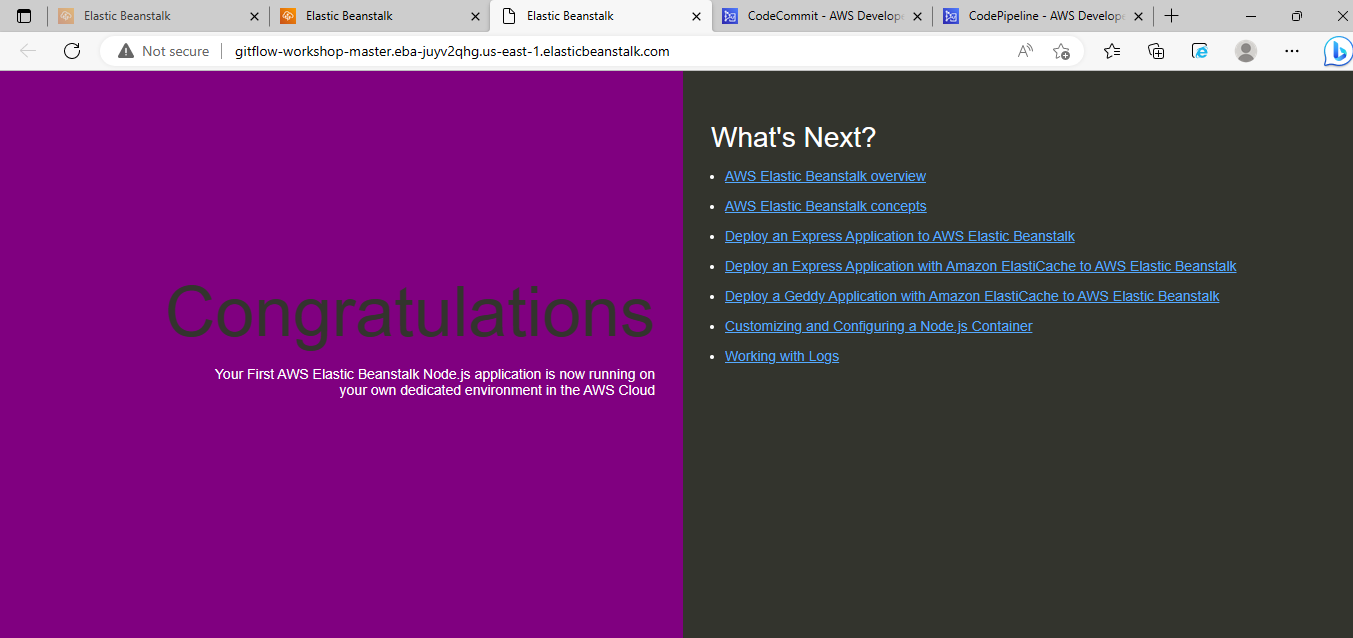 Elastic Beanstalk
Elastic Beanstalk
Elastic Beanstalk
CodeCommit - AWS Develop
CodePipeline - AWS Develop
Not secure
gitflow-workshop-master.eba-juyv2qhg.us-east-1.elasticbeanstalk.com
Congratulations
Your First AWS Elastic Beanstalk Node.js application is now running on
your own dedicated environment in the AWS Cloud
What's Next?
AWS Elastic Beanstalk overview
AWS Elastic Beanstalk concepts
Deploy an Express Application to AWS Elastic Beanstalk
Deploy an Express Application with Amazon ElastiCache to AWS Elastic Beanstalk
Deploy a Geddy Application with Amazon ElastiCache to AWS Elastic Beanstalk
Customizing and Configuring a Node.js Container
Working with Logs